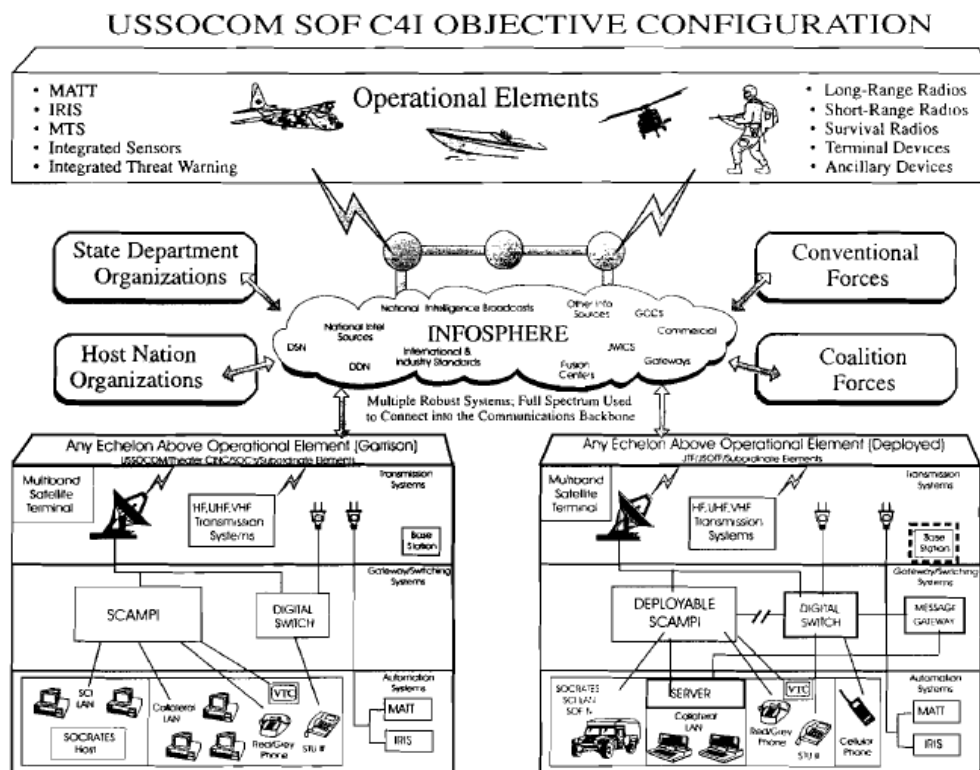 USSOCOM SOF C4I OBJECTIVE CONFIGURATION
Operational Elements
• MATT
• IRIS
• MTS
• Integrated Sensors
• Integrated Threat Warning
• Long-Range Radios
• Short-Range Radios
• Survival Radios
• Terminal Devices
• Ancillary Devices
State Department
Organizations
Host Nation
Organizations
Conventional
Forces
Coalition
Forces
National Intelligence Broadcasts
Other Info
Sources
GCCS
National Intel
Sources
INFOSPHERE
Commercial
DSN
International &
Industry Standards
JWICS
DDN
Fusion
Centers
Gateways
Multiple Robust Systems; Full Spectrum Used
to Connect into the Communications Backbone
Any Echelon Above Operational Element (Garrison)
USSOCOM/Theater CINC/SOC's/Subordinate Elements
Multiband
Satellite
Terminal
HF, UHF, VHF
Transmission
Systems
Transmission
Systems
Base
Station
Gateway/Switching
Systems
SCAMPI
DIGITAL
SWITCH
Automation
Systems
SCI
LAN
Collateral
LAN
VTC
SOCRATES
Host
Red/Grey
Phone
STU III
MATT
IRIS
Any Echelon Above Operational Element (Deployed)
JTF/JSOTF/Subordinate Elements
Multiband
Satellite
Terminal
HF, UHF, VHF
Transmission
Systems
Transmission
Systems
Base
Station
Gateway/Switching
Systems
DEPLOYABLE
SCAMPI
DIGITAL
SWITCH
MESSAGE
GATEWAY
Automation
Systems
SOCRATES
SCI LAN
SERVER
Collateral
LAN
VTC
Red/Grey
Phone
STU III
Cellular
Phone
MATT
IRIS